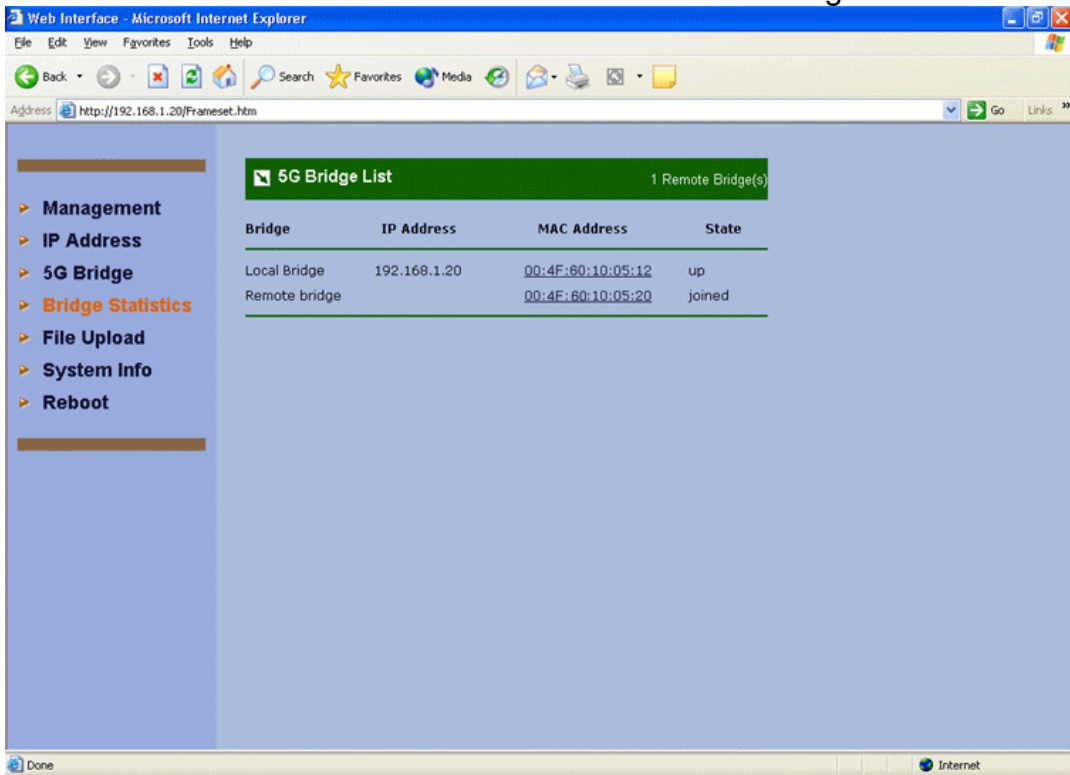 Web Interface - Microsoft Internet Explorer
File Edit View Favorites Tools Help
Back Search Favorites Media
Address http://192.168.1.20/Frameset.htm Go Links »
5G Bridge List 1 Remote Bridge(s)
Management
IP Address
5G Bridge
Bridge Statistics
File Upload
System Info
Reboot
Bridge IP Address MAC Address State
Local Bridge 192.168.1.20 00:4F:60:10:05:12 up
Remote bridge 00:4F:60:10:05:20 joined
Done Internet